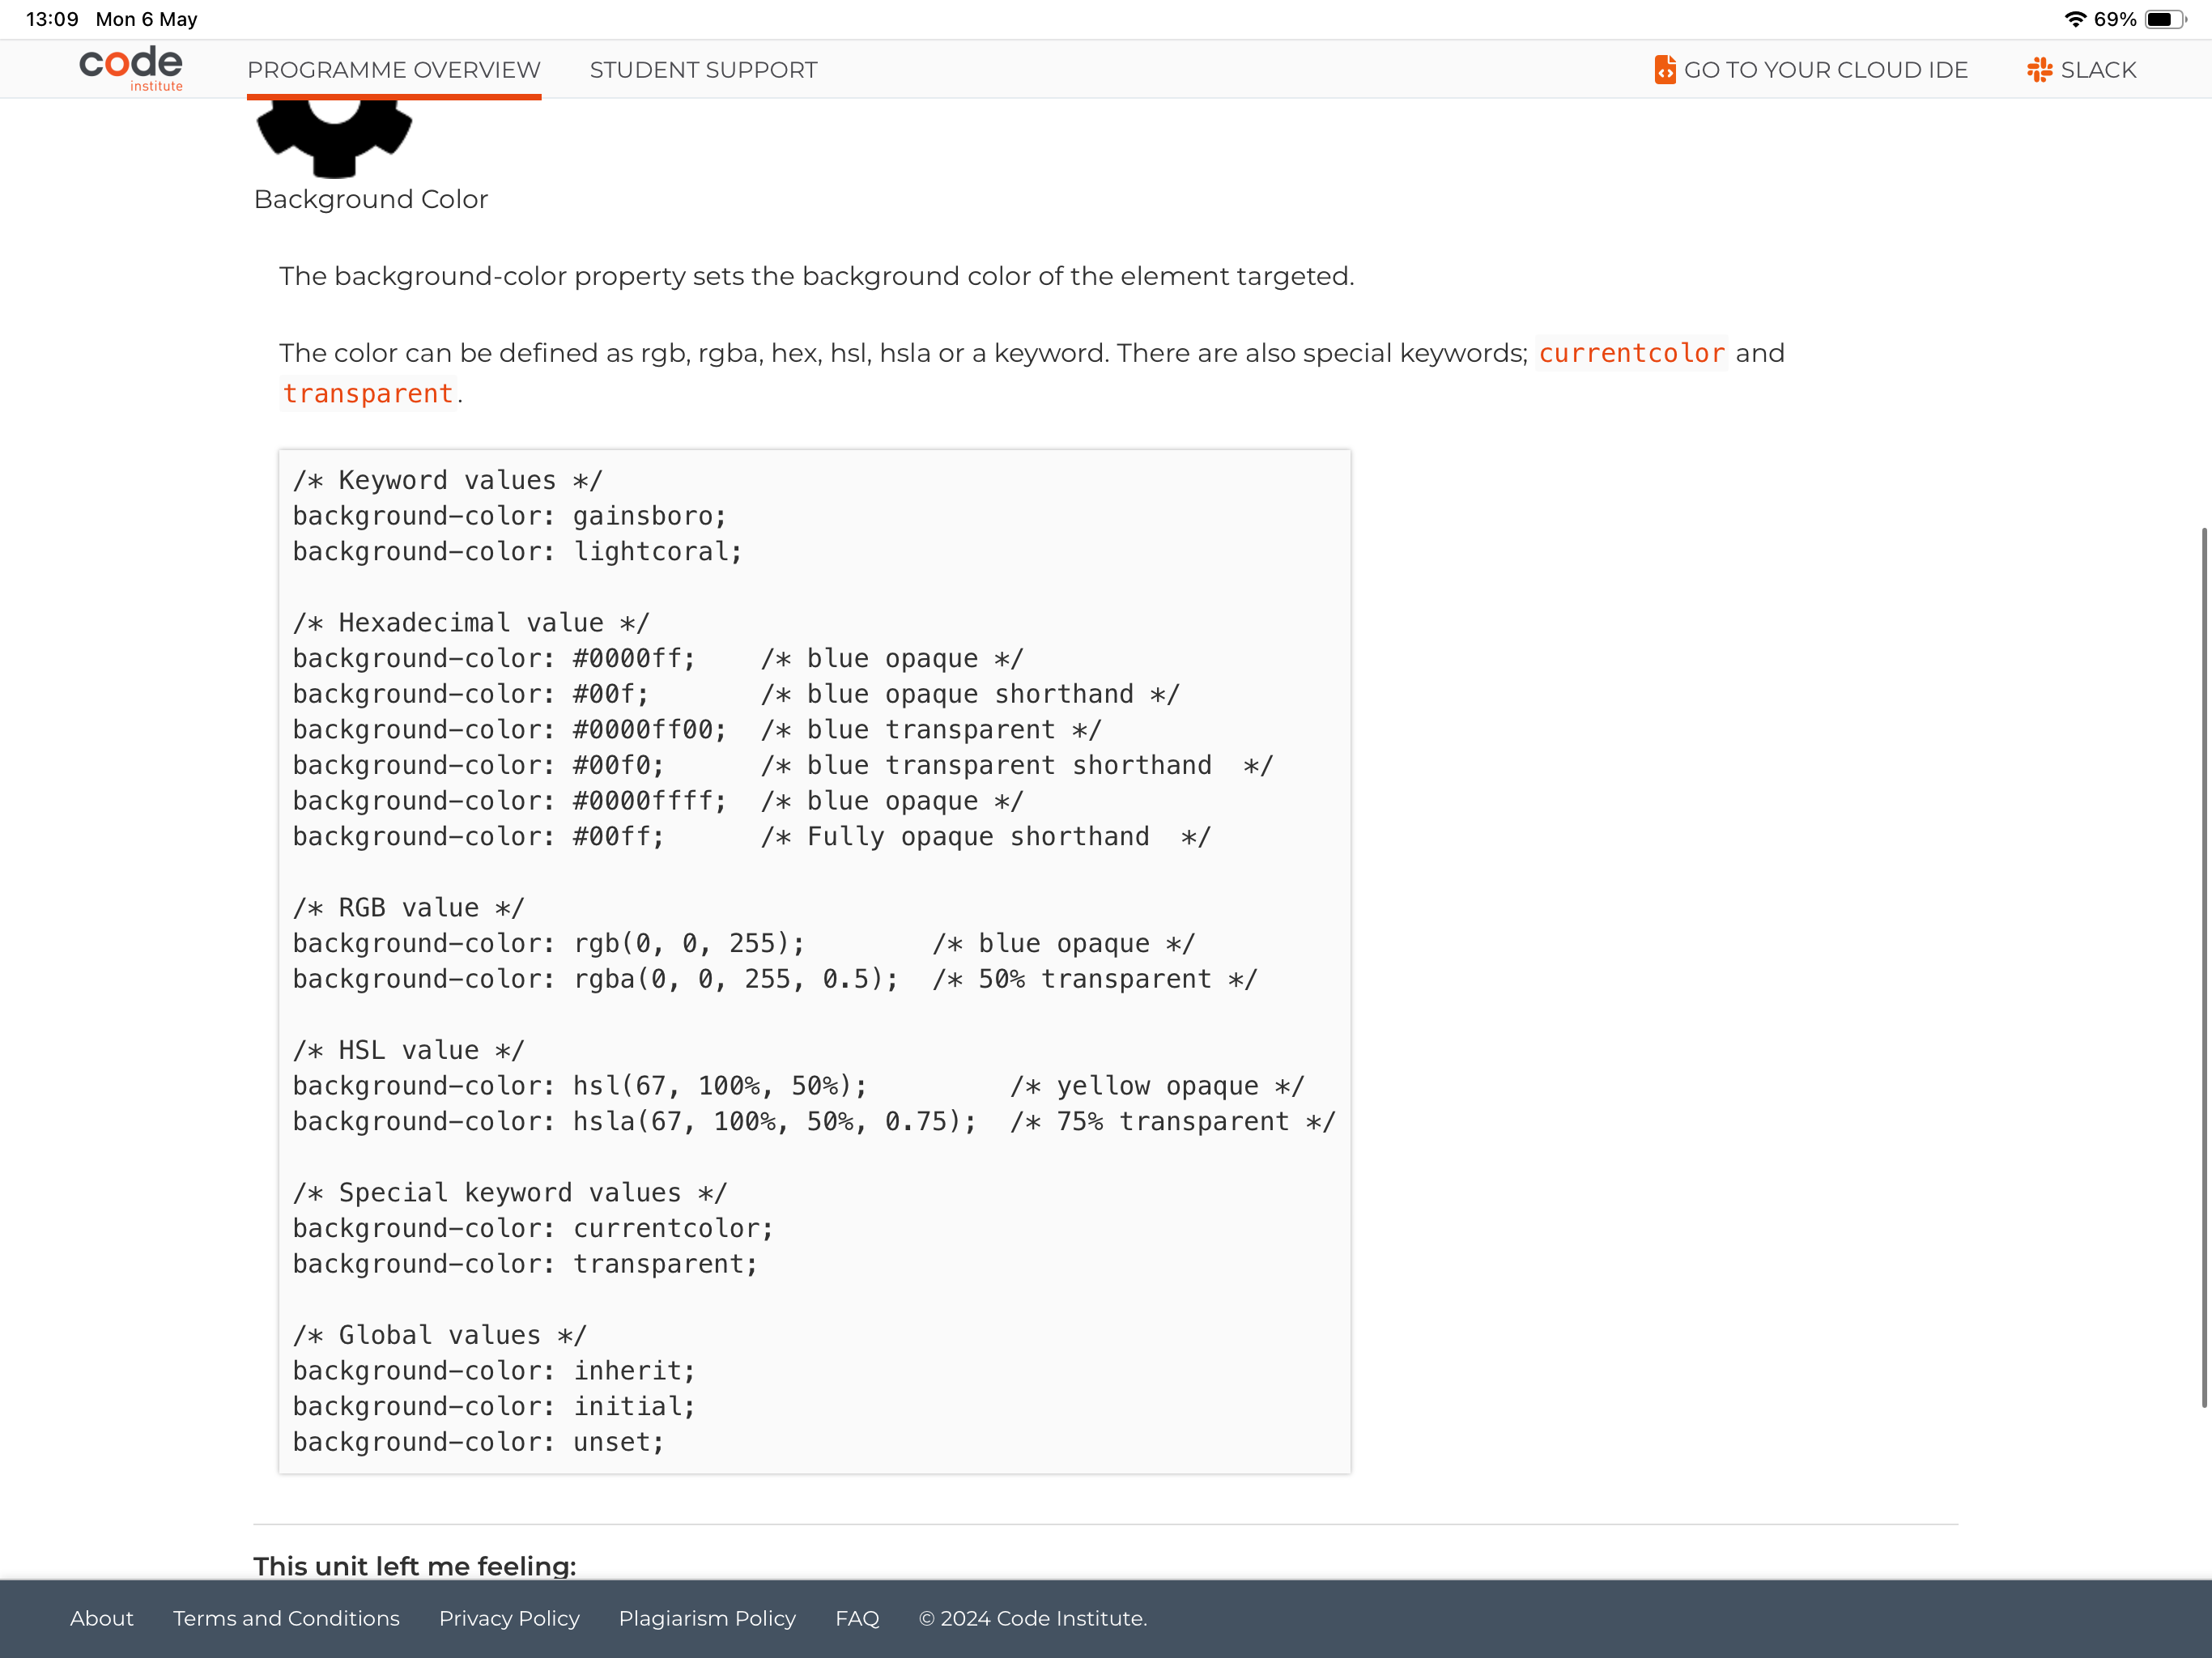 13:09 Mon 6 May
69%
code
institute
PROGRAMME OVERVIEW
STUDENT SUPPORT
GO TO YOUR CLOUD IDE
SLACK
Background Color
The background-color property sets the background color of the element targeted.
The color can be defined as rgb, rgba, hex, hsl, hsla or a keyword. There are also special keywords; currentcolor and
transparent.
/* Keyword values */
background-color: gainsboro;
background-color: lightcoral;
/* Hexadecimal value */
background-color: #0000ff;    /* blue opaque */
background-color: #00f;       /* blue opaque shorthand */
background-color: #0000ff00;  /* blue transparent */
background-color: #00f0;      /* blue transparent shorthand  */
background-color: #0000ffff;  /* blue opaque */
background-color: #00ff;      /* Fully opaque shorthand  */
/* RGB value */
background-color: rgb(0, 0, 255);        /* blue opaque */
background-color: rgba(0, 0, 255, 0.5);  /* 50% transparent */
/* HSL value */
background-color: hsl(67, 100%, 50%);         /* yellow opaque */
background-color: hsla(67, 100%, 50%, 0.75);  /* 75% transparent */
/* Special keyword values */
background-color: currentcolor;
background-color: transparent;
/* Global values */
background-color: inherit;
background-color: initial;
background-color: unset;
This unit left me feeling:
About
Terms and Conditions
Privacy Policy
Plagiarism Policy
FAQ
© 2024 Code Institute.